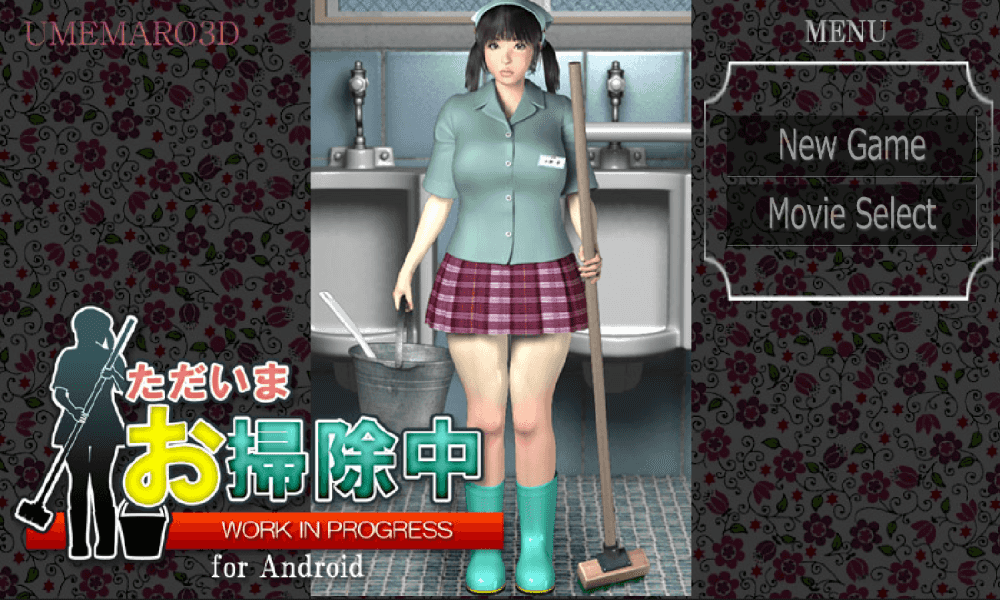 UMEMARO3D
MENU
New Game
Movie Select
ただいま
お掃除中
WORK IN PROGRESS
for Android